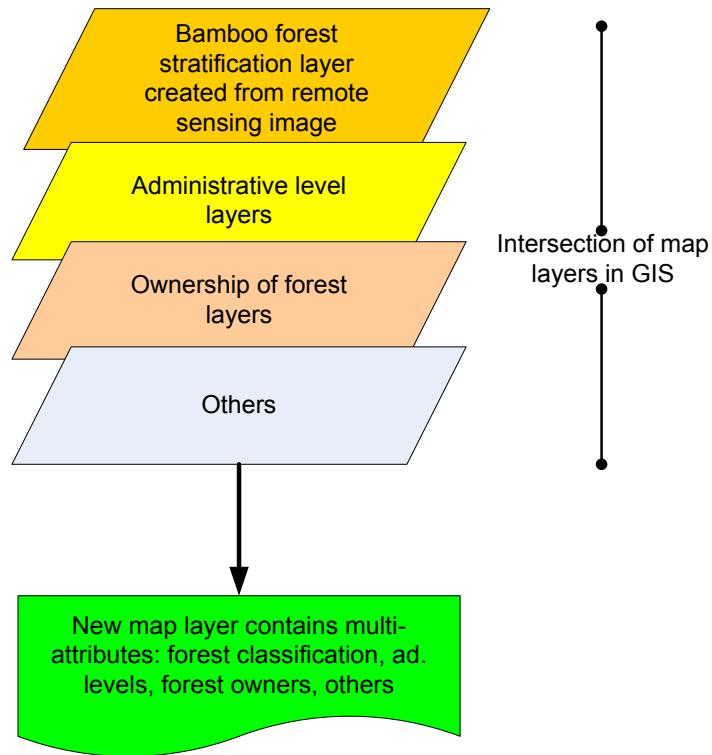 Bamboo forest
stratification layer
created from remote
sensing image
Administrative level
layers
Ownership of forest
layers
Others
Intersection of map
layers in GIS
New map layer contains multi-
attributes: forest classification, ad.
levels, forest owners, others